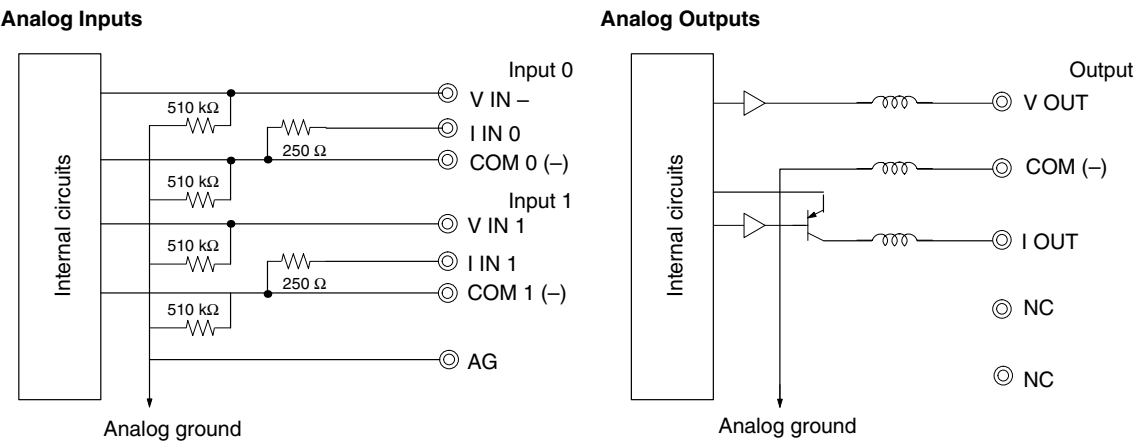 Analog Inputs
Internal circuits
Input 0
510 kΩ
V IN –
I IN 0
250 Ω
COM 0 (–)
510 kΩ
Input 1
V IN 1
510 kΩ
I IN 1
250 Ω
COM 1 (–)
510 kΩ
AG
Analog ground
Analog Outputs
Internal circuits
Output
V OUT
COM (–)
I OUT
NC
NC
Analog ground